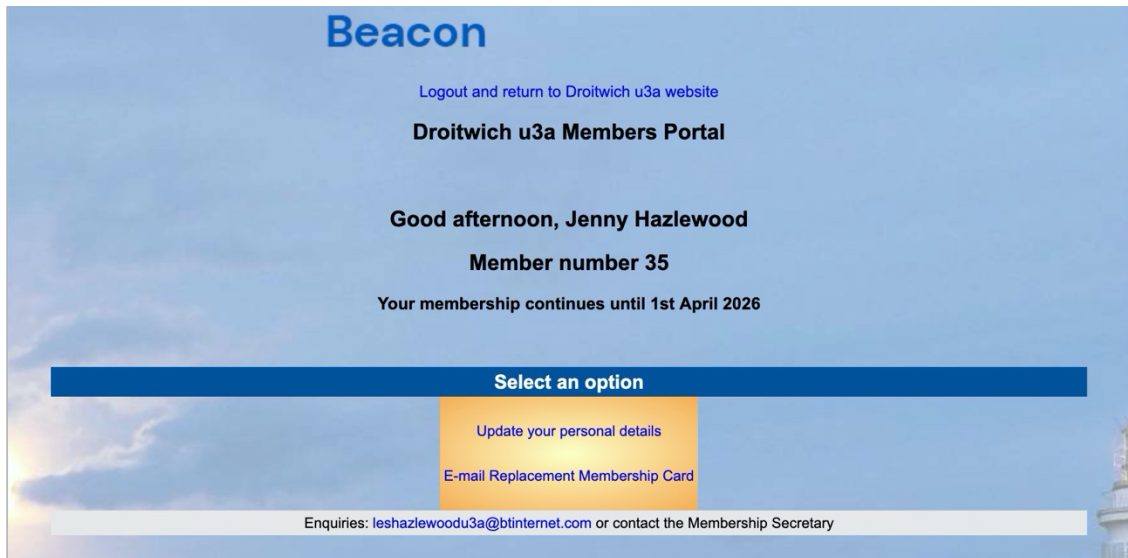 Beacon
Logout and return to Droitwich u3a website
Droitwich u3a Members Portal
Good afternoon, Jenny Hazlewood
Member number 35
Your membership continues until 1st April 2026
Select an option
Update your personal details
E-mail Replacement Membership Card
Enquiries: leshazlewoodu3a@btinternet.com or contact the Membership Secretary